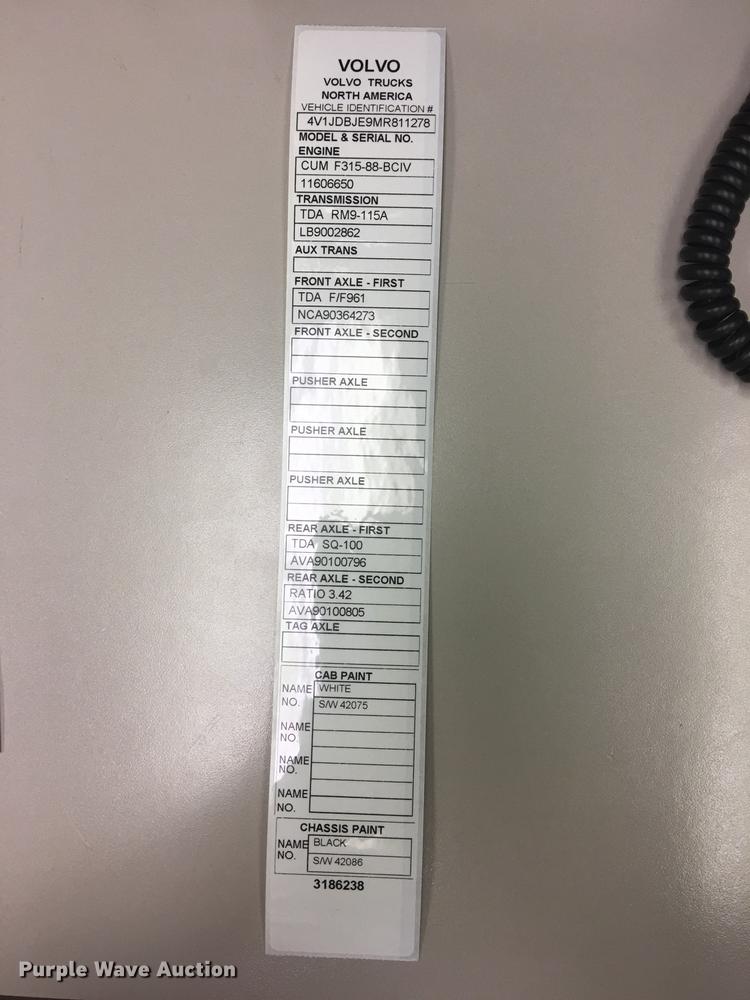 VOLVO
VOLVO TRUCKS
NORTH AMERICA
VEHICLE IDENTIFICATION #
4V1JDBJE9MR811278
MODEL & SERIAL NO.
ENGINE
CUM F315-88-BCIV
11606650
TRANSMISSION
TDA RM9-115A
LB9002862
AUX TRANS
FRONT AXLE - FIRST
TDA F/F961
NCA90364273
FRONT AXLE - SECOND
PUSHER AXLE
PUSHER AXLE
PUSHER AXLE
REAR AXLE - FIRST
TDA SQ-100
AVA90100796
REAR AXLE - SECOND
RATIO 3.42
AVA90100805
TAG AXLE
CAB PAINT
NAME WHITE
NO. S/W 42075
NAME
NO.
NAME
NO.
NAME
NO.
CHASSIS PAINT
NAME BLACK
NO. S/W 42086
3186238
Purple Wave Auction